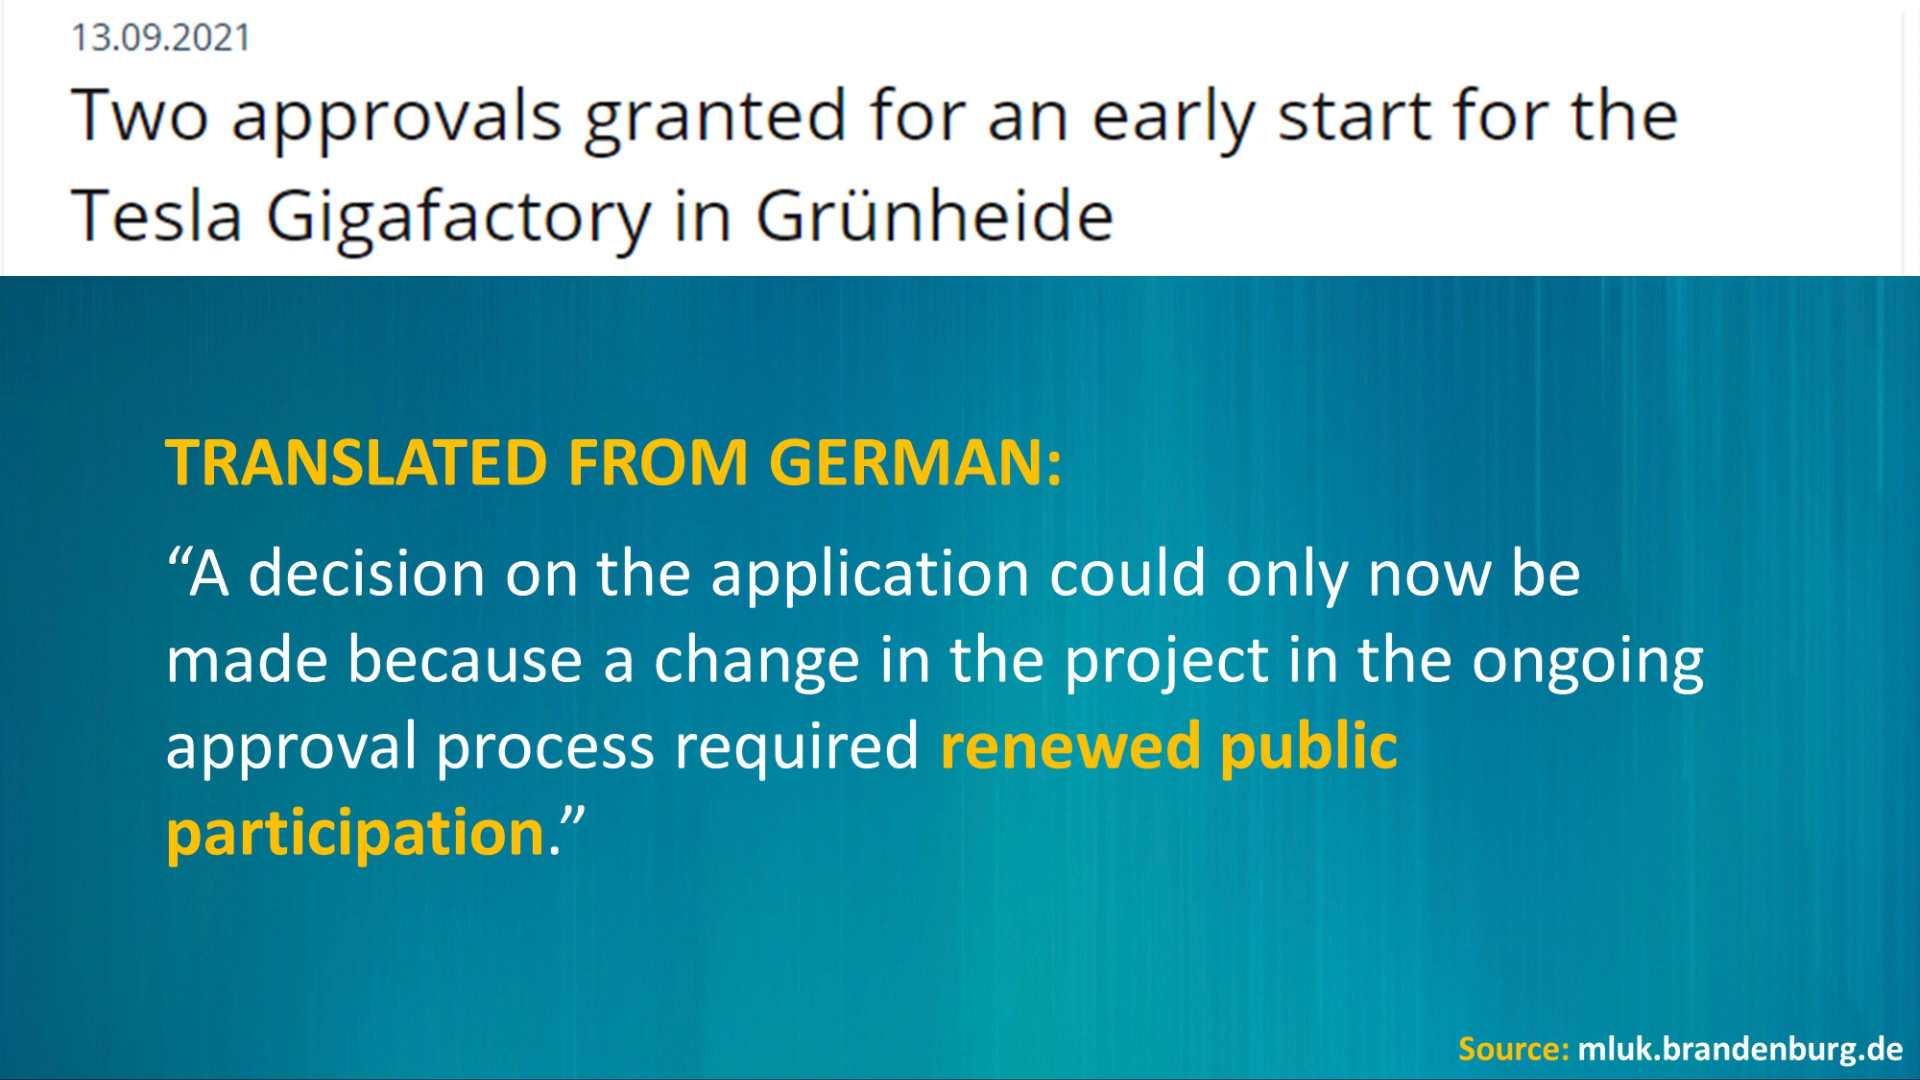 13.09.2021
Two approvals granted for an early start for the
Tesla Gigafactory in Grünheide
TRANSLATED FROM GERMAN:
“A decision on the application could only now be
made because a change in the project in the ongoing
approval process required renewed public
participation.”
Source: mluk.brandenburg.de